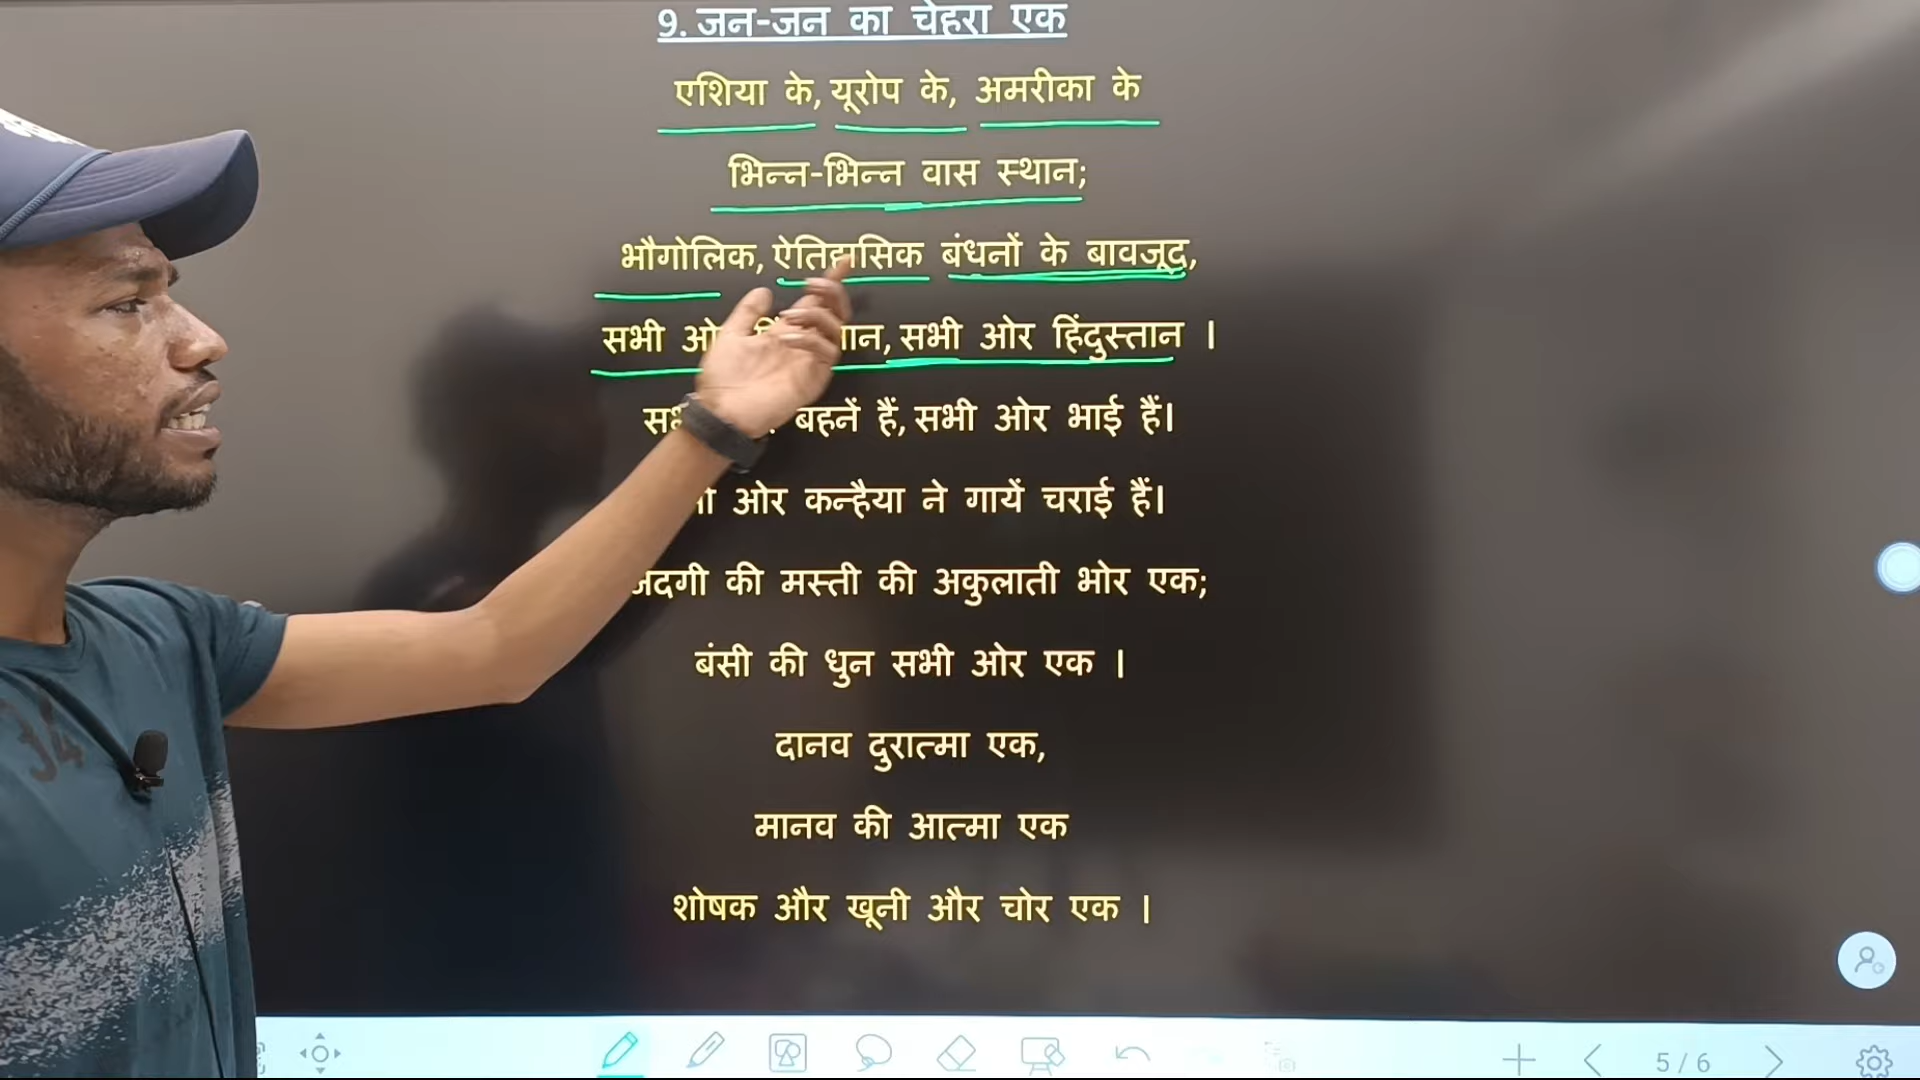 9. जन-जन का चेहरा एक
एशिया के, यूरोप के, अमरीका के
भिन्न-भिन्न वास स्थान;
भौगोलिक, ऐतिहासिक बंधनों के बावजूद,
सभी सभी ओर हिंदुस्तान ।
बहनें हैं, सभी ओर भाई हैं।
ओर कन्हैया ने गायें चराई हैं।
की मस्ती की अकुलाती भोर एक;
बंसी की धुन सभी ओर एक ।
दानव दुरात्मा एक,
मानव की आत्मा एक
शोषक और खूनी और चोर एक ।
34
5 / 6